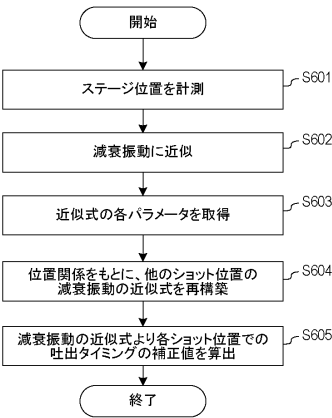 開始
ステージ位置を計測
S601
減衰振動に近似
S602
近似式の各パラメータを取得
S603
位置関係をもとに、他のショット位置の
減衰振動の近似式を再構築
S604
減衰振動の近似式より各ショット位置での
吐出タイミングの補正値を算出
S605
終了